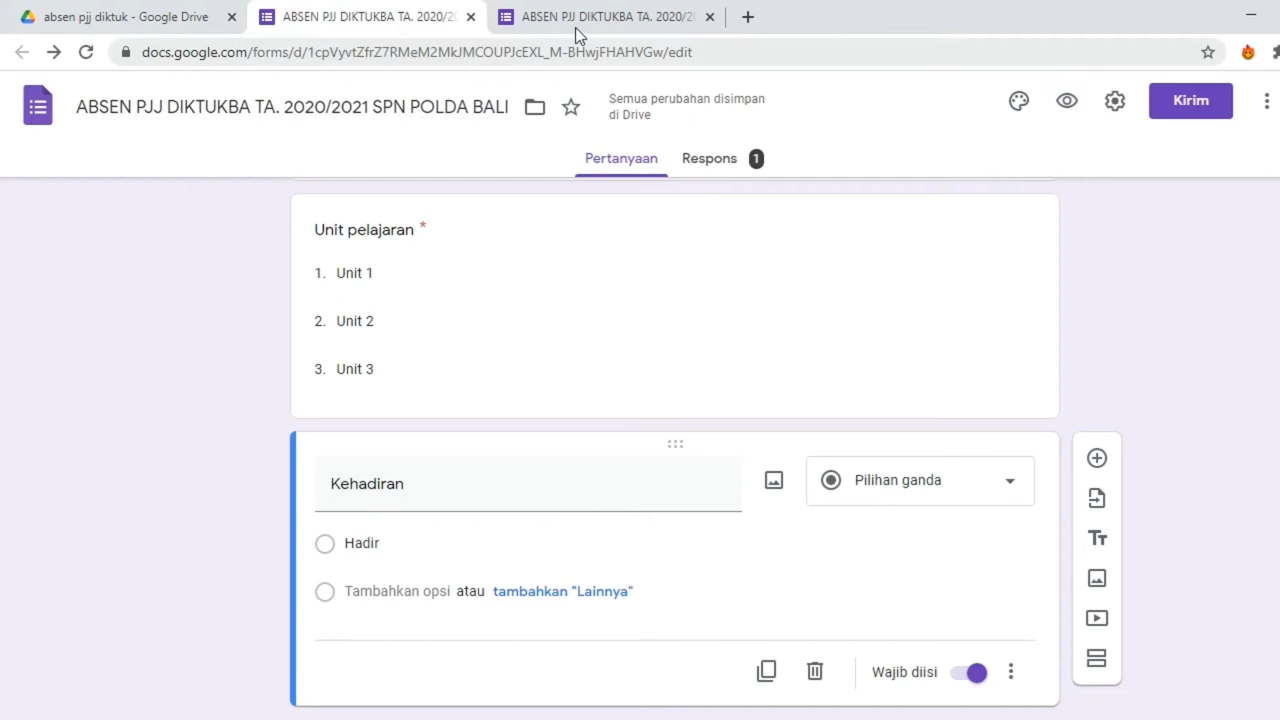 absen pjj diktuk - Google Drive
ABSEN PJJ DIKTUKBA TA. 2020/20
ABSEN PJJ DIKTUKBA TA. 2020/2
docs.google.com/forms/d/1cpVyvtZfrZ7RMeM2MkJMCOUPJcEXL_M-BHwjFHAHVGw/edit
ABSEN PJJ DIKTUKBA TA. 2020/2021 SPN POLDA BALI
Semua perubahan disimpan
di Drive
Kirim
Pertanyaan
Respons 1
Unit pelajaran *
1. Unit 1
2. Unit 2
3. Unit 3
Kehadiran
Pilihan ganda
Hadir
Tambahkan opsi atau tambahkan "Lainnya"
Wajib diisi